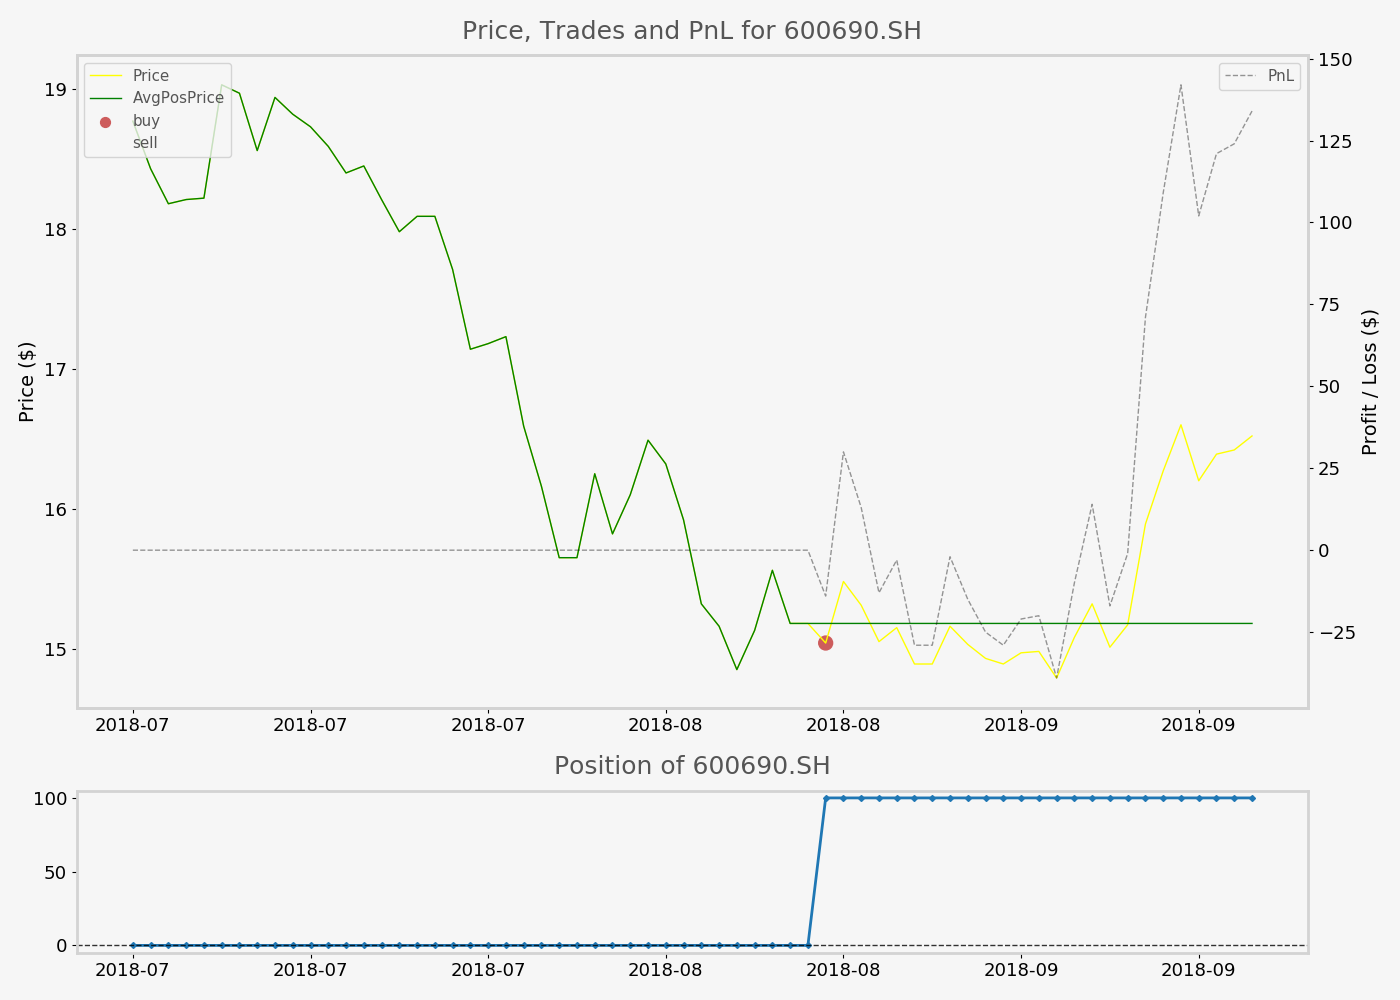 Price, Trades and PnL for 600690.SH
Price
AvgPosPrice
buy
sell
PnL
19
18
17
16
15
Price ($)
150
125
100
75
50
25
0
−25
Profit / Loss ($)
2018-07 2018-07 2018-07 2018-08 2018-08 2018-09 2018-09
Position of 600690.SH
100
50
0
2018-07 2018-07 2018-07 2018-08 2018-08 2018-09 2018-09